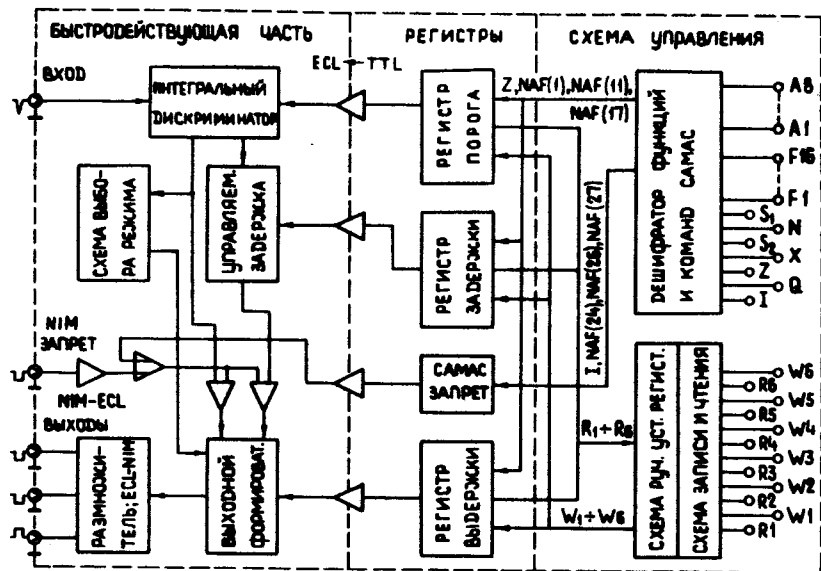 БЫСТРОДЕЙСТВУЮЩАЯ ЧАСТЬ
РЕГИСТРЫ
СХЕМА УПРАВЛЕНИЯ
ВХОД
ECL
TTL
ИНТЕГРАЛЬНЫЙ
ДИСКРИМИНАТОР
СХЕМА ВЫБО-
РА РЕЖИМА
УПРАВЛЯЕМ.
ЗАДЕРЖКА
РЕГИСТР
ПОРОГА
РЕГИСТР
ЗАДЕРЖКИ
Z, NAF(1), NAF(11),
NAF(17)
I, NAF(24), NAF(26), NAF(27)
ДЕШИФРАТОР ФУНКЦИЙ
И КОМАНД САМАС
A8
A1
F16
F1
S1
N
S2
X
Z
Q
I
NIM
ЗАПРЕТ
САМАС
ЗАПРЕТ
NIM-ECL
ВЫХОДЫ
РАЗМНОЖИ-
ТЕЛЬ; ECL-NIM
ВЫХОДНОЙ
ФОРМИРОВАТ.
РЕГИСТР
ВЫДЕРЖКИ
R1÷R6
W1÷W6
СХЕМА РУЧ. УСТ. РЕГИСТ.
СХЕМА ЗАПИСИ И ЧТЕНИЯ
W6
R6
W5
R5
W4
R4
W3
R3
W2
R2
W1
R1